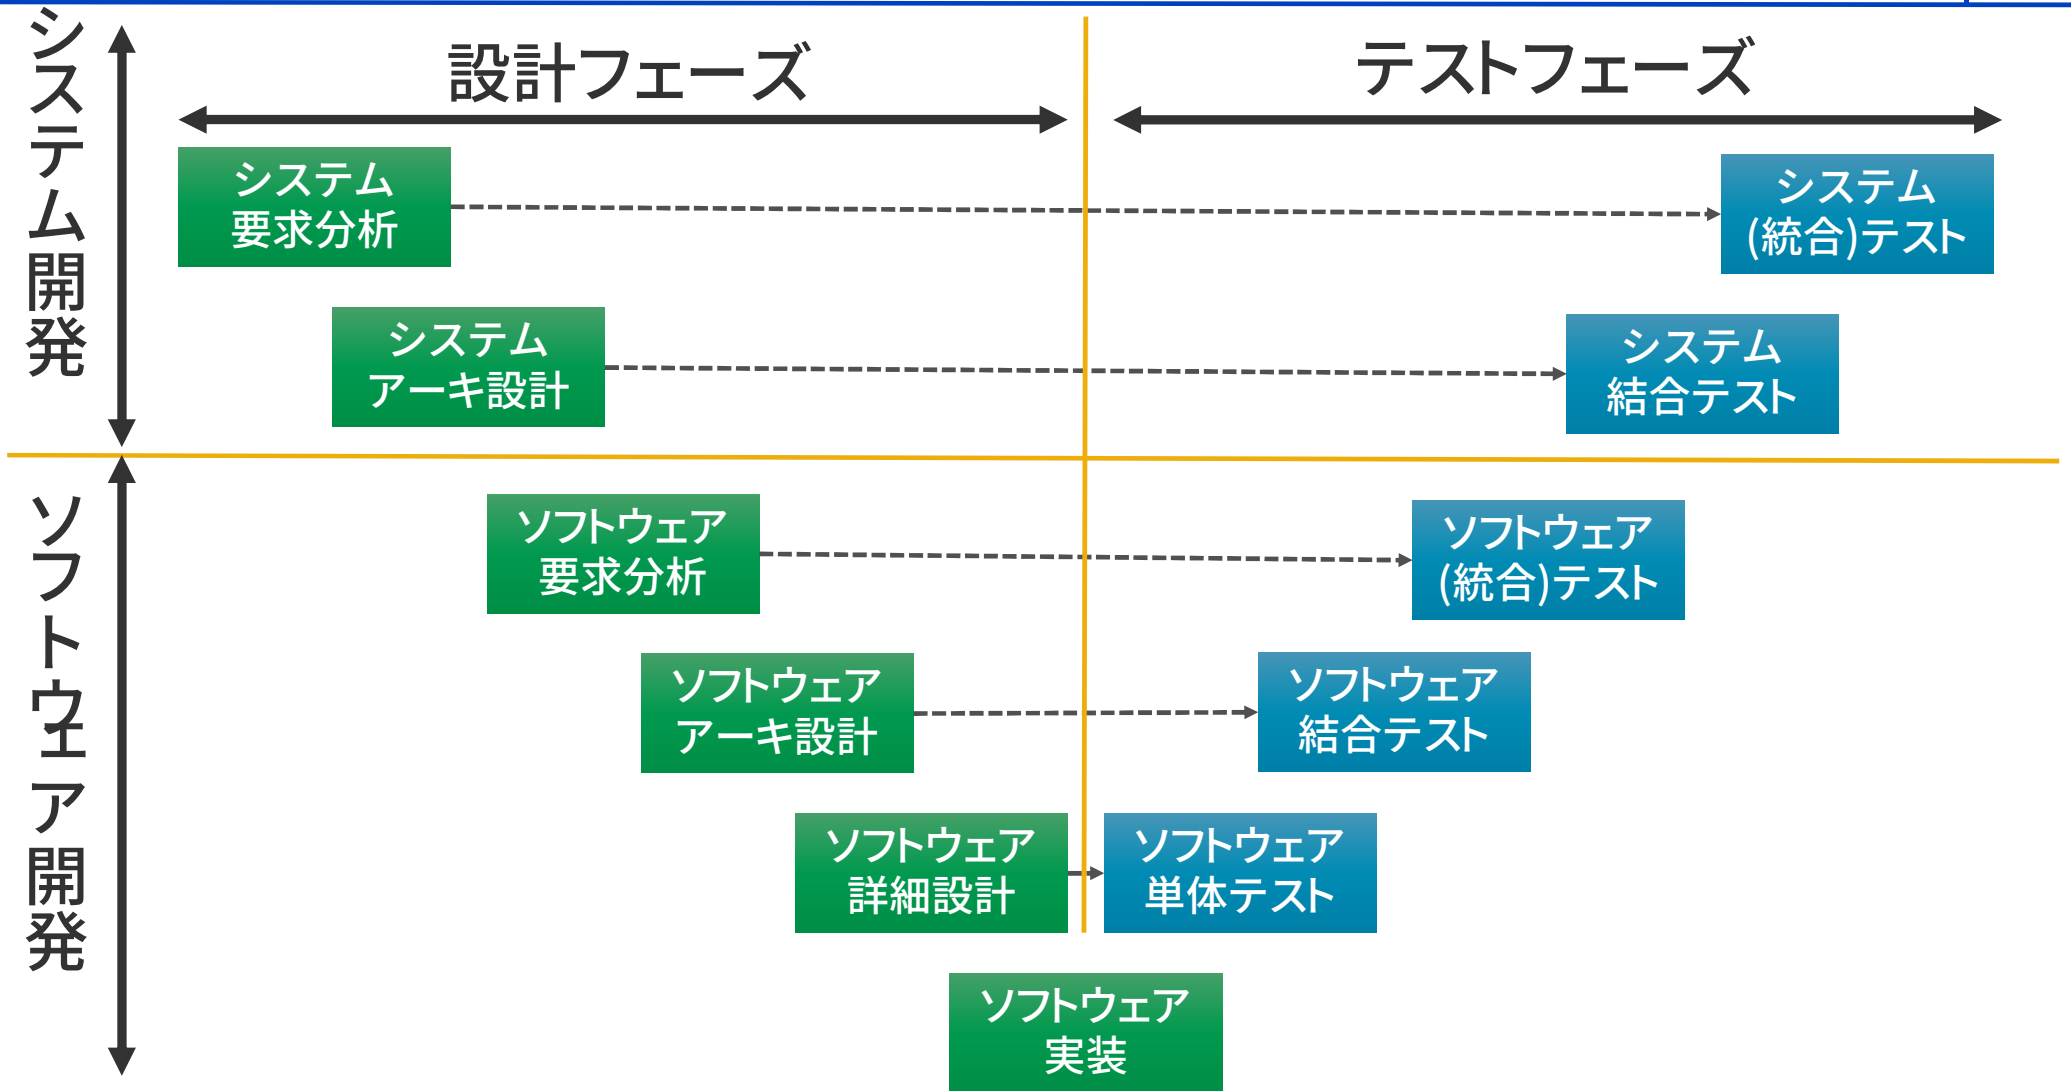 設計フェーズ
テストフェーズ
システム開発
システム
要求分析
システム
(統合)テスト
システム
アーキ設計
システム
結合テスト
ソフトウェア開発
ソフトウェア
要求分析
ソフトウェア
(統合)テスト
ソフトウェア
アーキ設計
ソフトウェア
結合テスト
ソフトウェア
詳細設計
ソフトウェア
単体テスト
ソフトウェア
実装